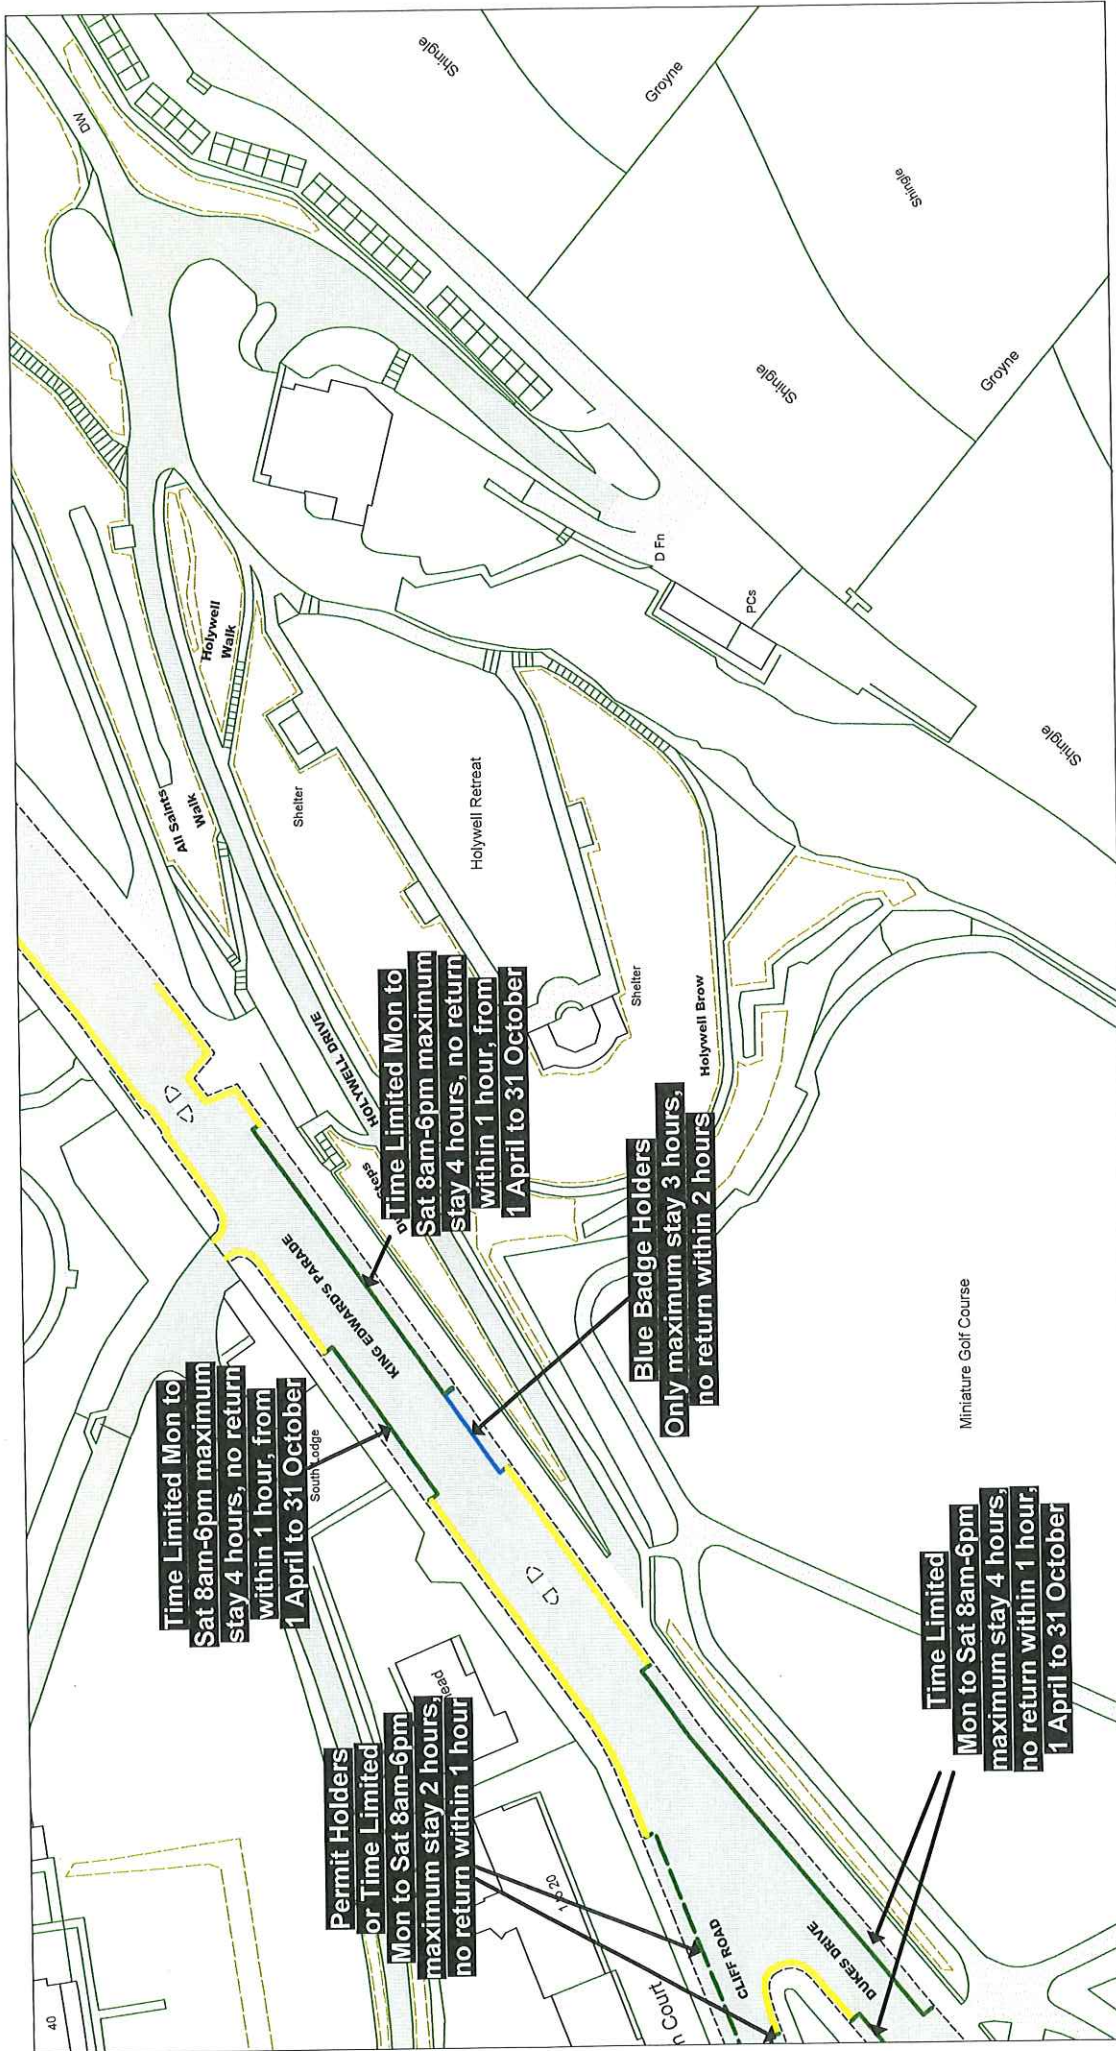 40
Permit Holders
or Time Limited
Mon to Sat 8am-6pm
maximum stay 2 hours,
no return within 1 hour
Time Limited Mon to
Sat 8am-6pm maximum
stay 4 hours, no return
within 1 hour, from
1 April to 31 October
South Lodge
Time Limited Mon to
Sat 8am-6pm maximum
stay 4 hours, no return
within 1 hour, from
1 April to 31 October
Blue Badge Holders
Only maximum stay 3 hours,
no return within 2 hours
Time Limited
Mon to Sat 8am-6pm
maximum stay 4 hours,
no return within 1 hour,
1 April to 31 October
KING EDWARD'S PARADE
CLIFF ROAD
DUKES DRIVE
n Court
HOLYWELL DRIVE
Steps
All Saints
Walk
Holywell
Walk
Shelter
Holywell Retreat
Shelter
Holywell Brow
Miniature Golf Course
DW
D Fn
PCs
Shingle
Groyne
Shingle
Shingle
Groyne
Shingle